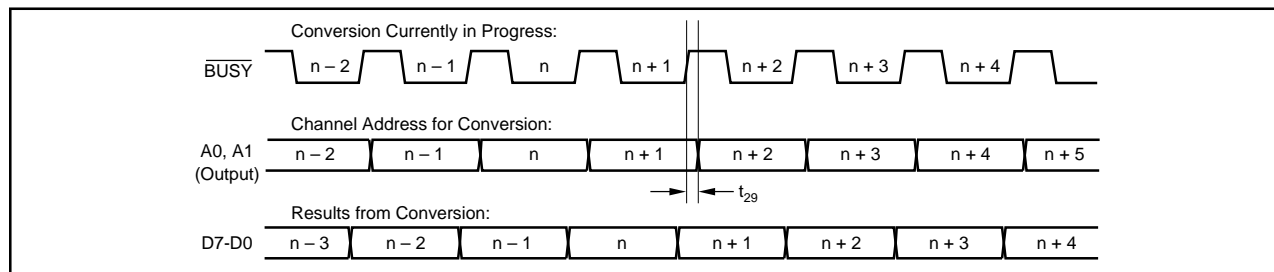 Conversion Currently in Progress:
BUSY n – 2 n – 1 n n + 1 n + 2 n + 3 n + 4
Channel Address for Conversion:
A0, A1 (Output) n – 2 n – 1 n n + 1 n + 2 n + 3 n + 4 n + 5
t29
Results from Conversion:
D7-D0 n – 3 n – 2 n – 1 n n + 1 n + 2 n + 3 n + 4